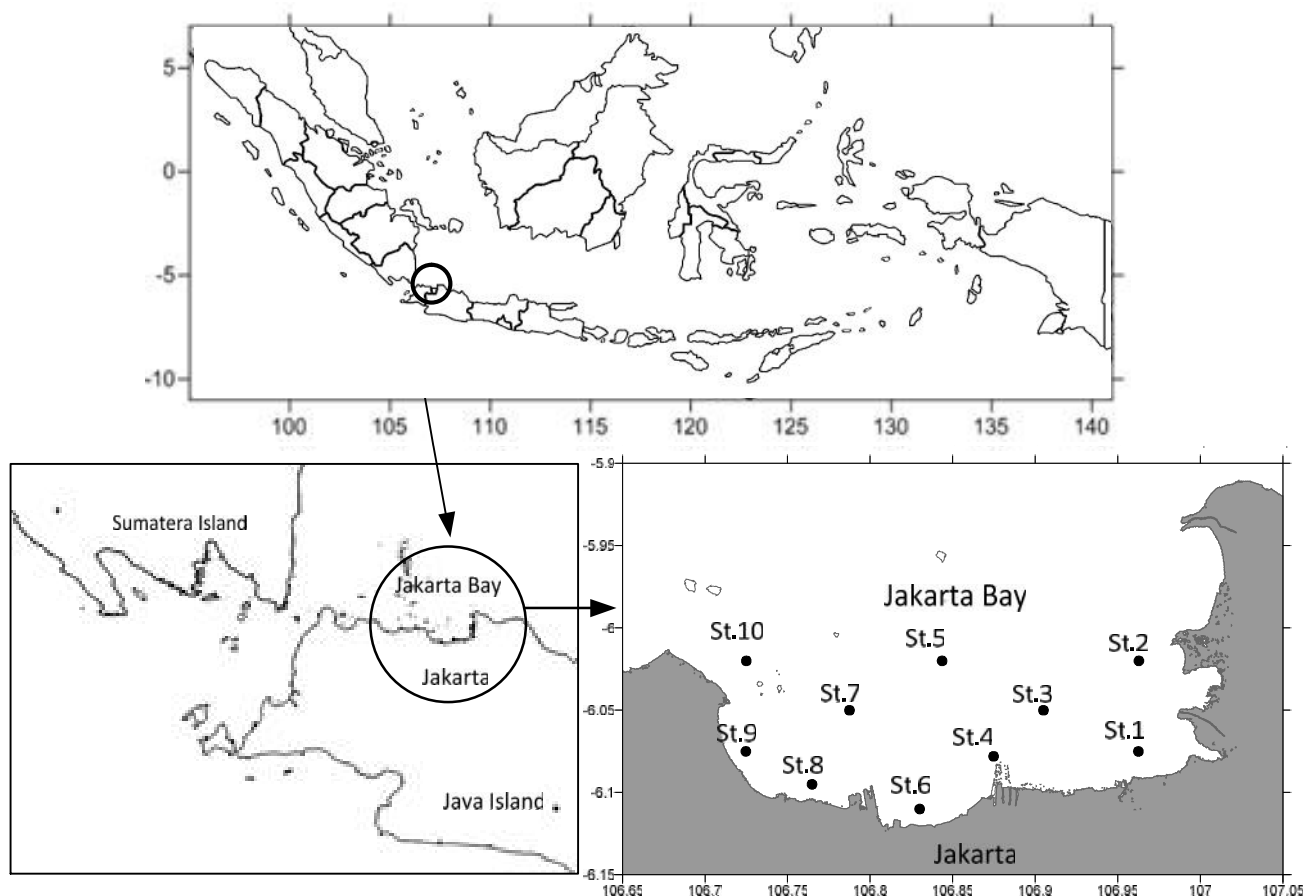 5
0
-5
-10
100 105 110 115 120 125 130 135 140
Sumatera Island
Jakarta Bay
Jakarta
Java Island
-5.9
-5.95
-6
-6.05
-6.1
-6.15
Jakarta Bay
St.10
St.5
St.2
St.7
St.3
St.9
St.4
St.1
St.8
St.6
Jakarta
106.65 106.7 106.75 106.8 106.85 106.9 106.95 107 107.05